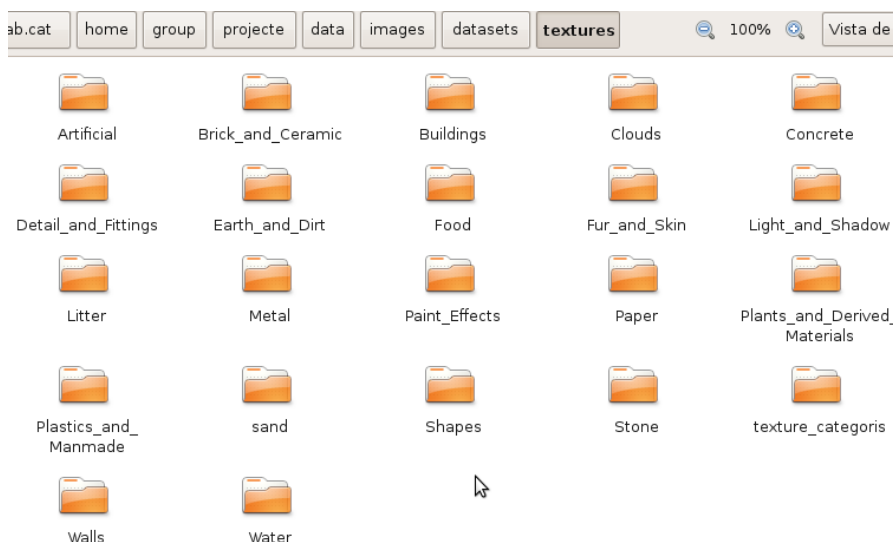 ab.cat home group projecte data images datasets textures 100% Vista de
Artificial Brick_and_Ceramic Buildings Clouds Concrete
Detail_and_Fittings Earth_and_Dirt Food Fur_and_Skin Light_and_Shadow
Litter Metal Paint_Effects Paper Plants_and_Derived_
Materials
Plastics_and_ sand Shapes Stone texture_categoris
Manmade
Walls Water